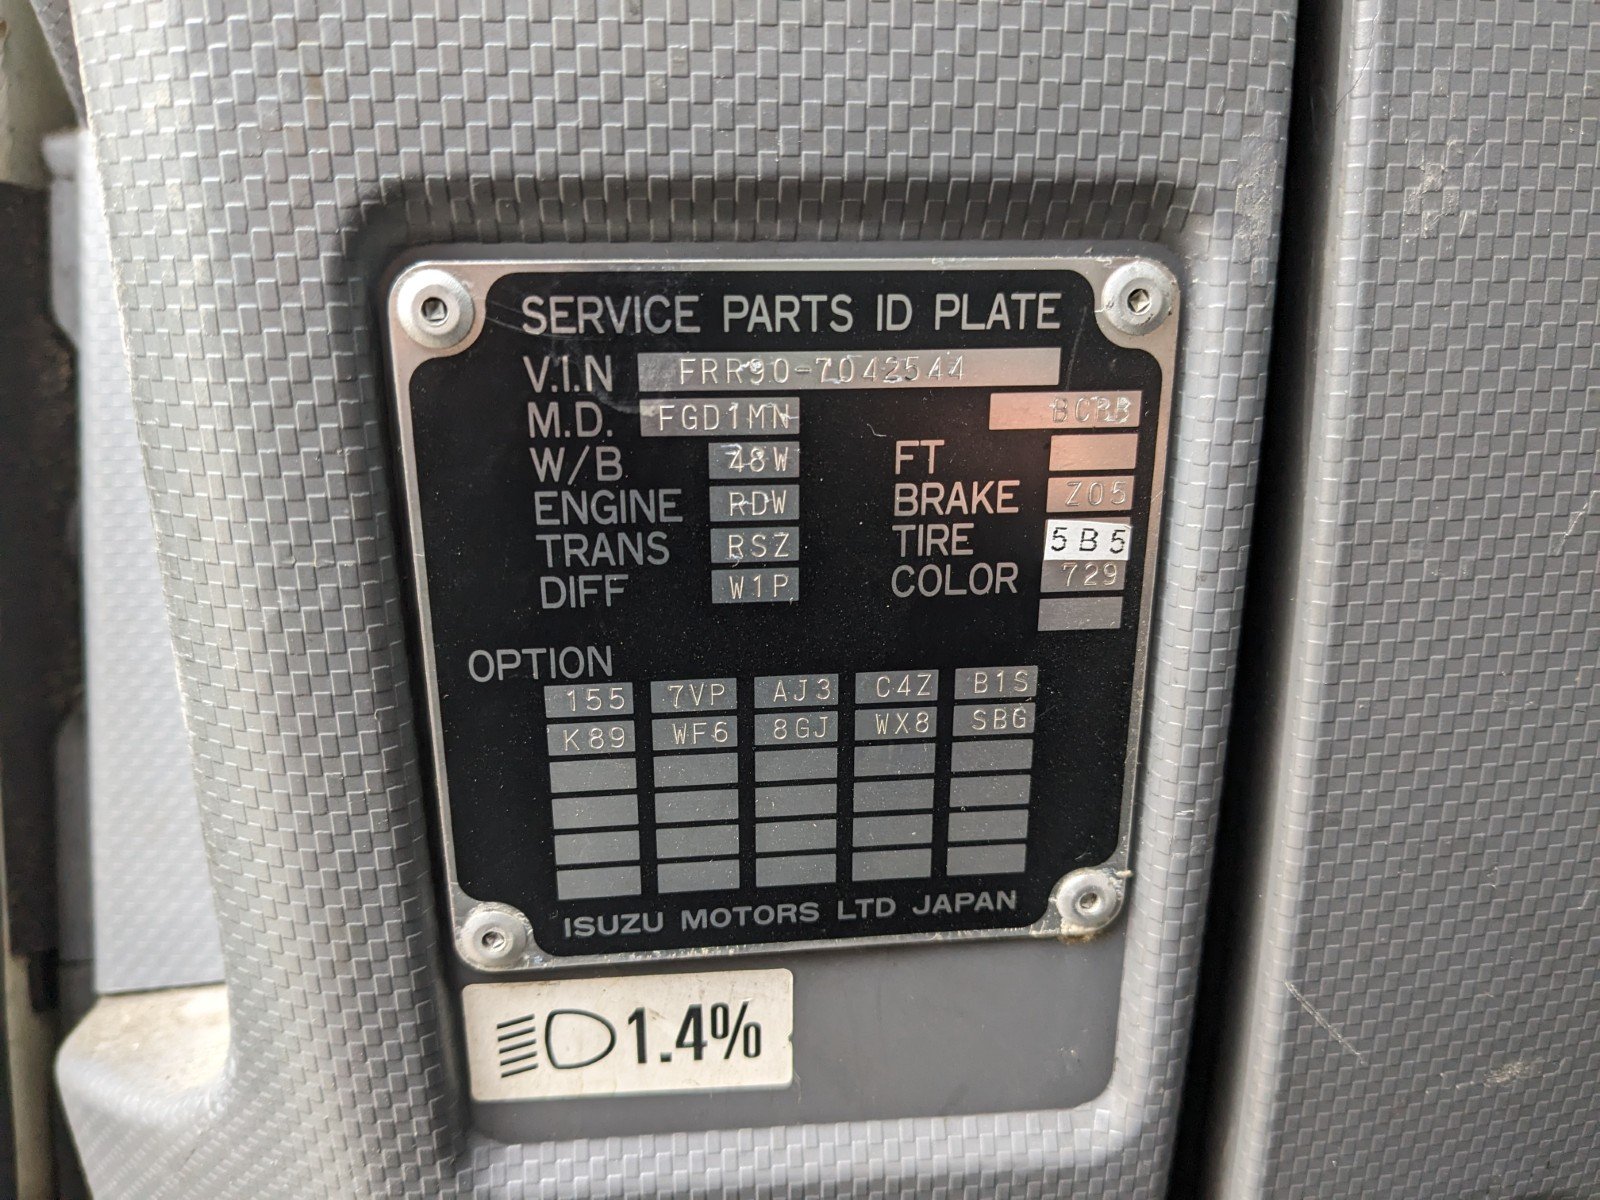 SERVICE PARTS ID PLATE
V.I.N FRR90-7042544
M.D. FGD1MN BCRB
W/B 48W FT
ENGINE RDW BRAKE Z05
TRANS RSZ TIRE 5B5
DIFF W1P COLOR 729
OPTION
155 7VP AJ3 C4Z B1S
K89 WF6 8GJ WX8 SBG
ISUZU MOTORS LTD JAPAN
1.4%